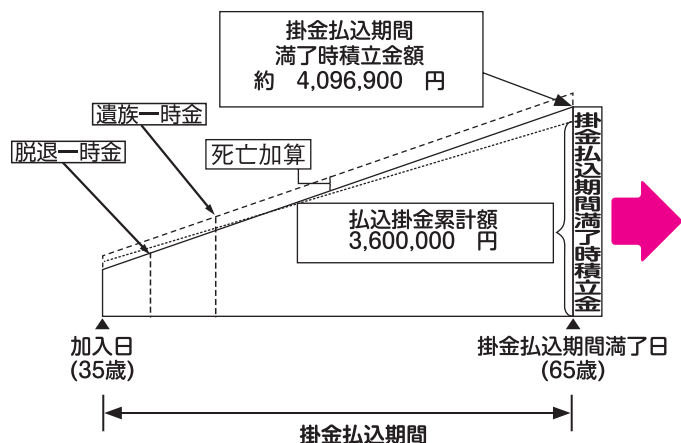 掛金払込期間
満了時積立金額
約 4,096,900 円
遺族一時金
脱退一時金
死亡加算
払込掛金累計額
3,600,000 円
掛金払込期間満了時積立金
加入日
(35歳)
掛金払込期間満了日
(65歳)
掛金払込期間